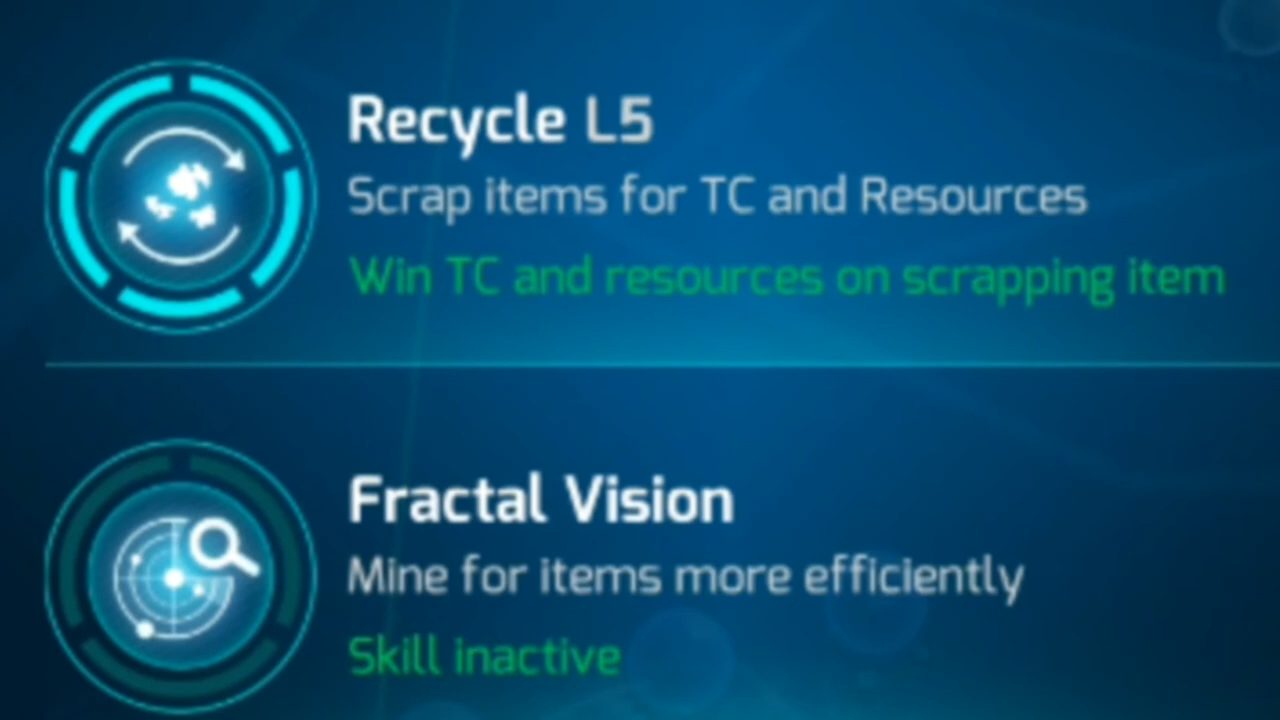 Recycle L5
Scrap items for TC and Resources
Win TC and resources on scrapping item
Fractal Vision
Mine for items more efficiently
Skill inactive